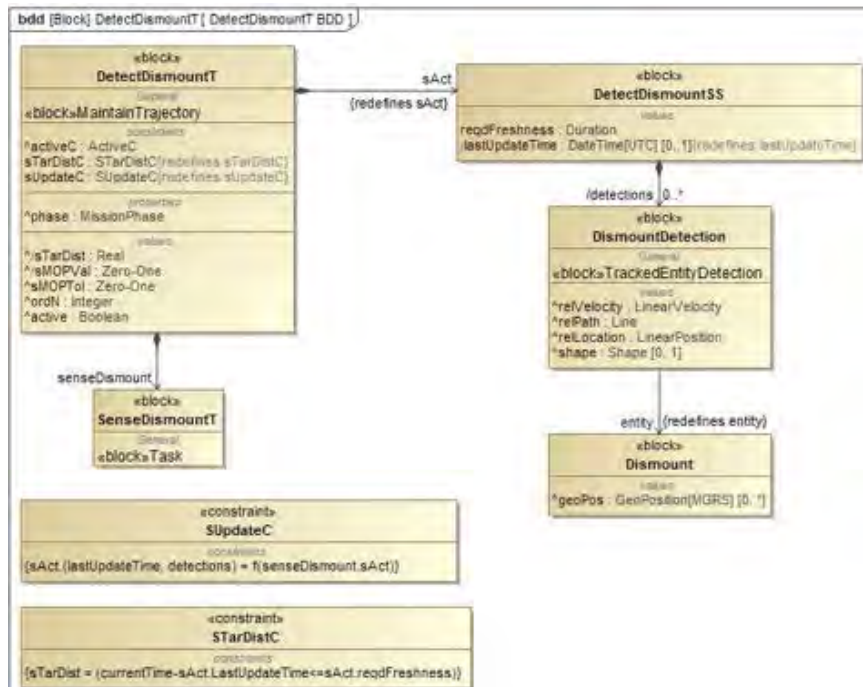 bdd [Block] DetectDismountT [ DetectDismountT BDD ]
«block»
DetectDismountT
General
«block»MaintainTrajectory
constraints
^activeC : ActiveC
sTarDistC : STarDistC{redefines sTarDistC}
sUpdateC : SUpdateC{redefines sUpdateC}
properties
^phase : MissionPhase
values
^/sTarDist : Real
^/sMOPVal : Zero-One
^sMOPTol : Zero-One
^ordN : Integer
^active : Boolean
sAct
{redefines sAct}
«block»
DetectDismountSS
values
reqdFreshness : Duration
/lastUpdateTime : DateTime[UTC] [0..1]{redefines lastUpdateTime}
/detections 0..*
«block»
DismountDetection
General
«block»TrackedEntityDetection
values
^relVelocity : LinearVelocity
^relPath : Line
^relLocation : LinearPosition
^shape : Shape [0..1]
senseDismount
«block»
SenseDismountT
General
«block»Task
entity {redefines entity}
«block»
Dismount
values
^geoPos : GeoPosition[MGRS] [0..*]
«constraint»
SUpdateC
constraints
{sAct.(lastUpdateTime, detections) = f(senseDismount.sAct)}
«constraint»
STarDistC
constraints
{sTarDist = (currentTime-sAct.LastUpdateTime<=sAct.reqdFreshness)}